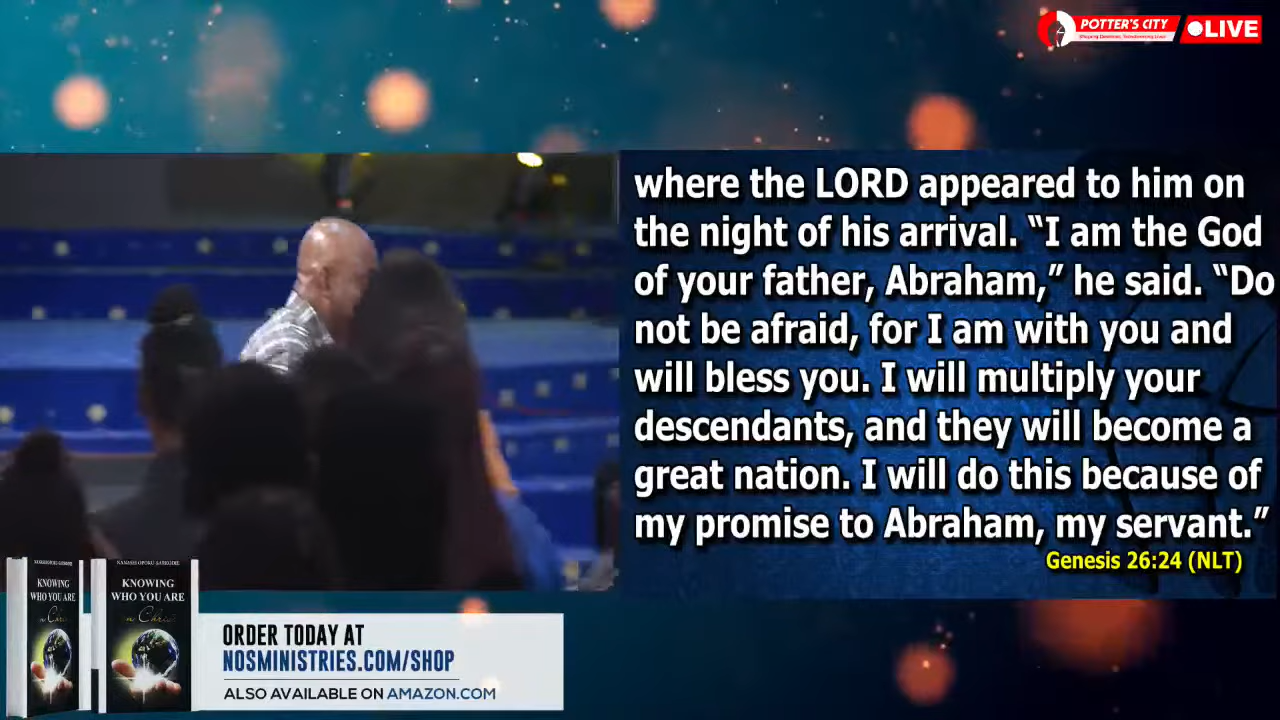 POTTER'S CITY
LIVE
where the LORD appeared to him on
the night of his arrival. “I am the God
of your father, Abraham,” he said. “Do
not be afraid, for I am with you and
will bless you. I will multiply your
descendants, and they will become a
great nation. I will do this because of
my promise to Abraham, my servant.”
Genesis 26:24 (NLT)
KNOWING
WHO YOU ARE
KNOWING
WHO YOU ARE
ORDER TODAY AT
NOSMINISTRIES.COM/SHOP
ALSO AVAILABLE ON AMAZON.COM